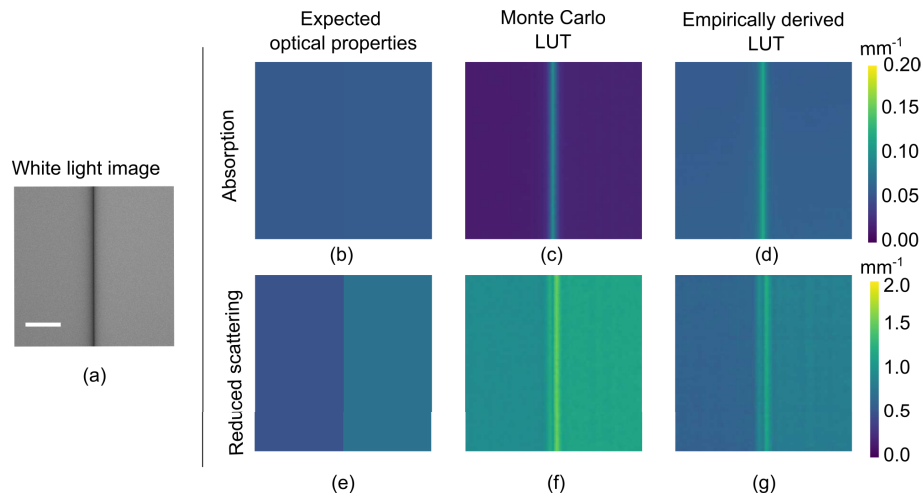 Expected
optical properties
Monte Carlo
LUT
Empirically derived
LUT
White light image
(a)
Absorption
(b)
(c)
(d)
mm⁻¹
0.20
0.15
0.10
0.05
0.00
Reduced scattering
(e)
(f)
(g)
mm⁻¹
2.0
1.5
1.0
0.5
0.0